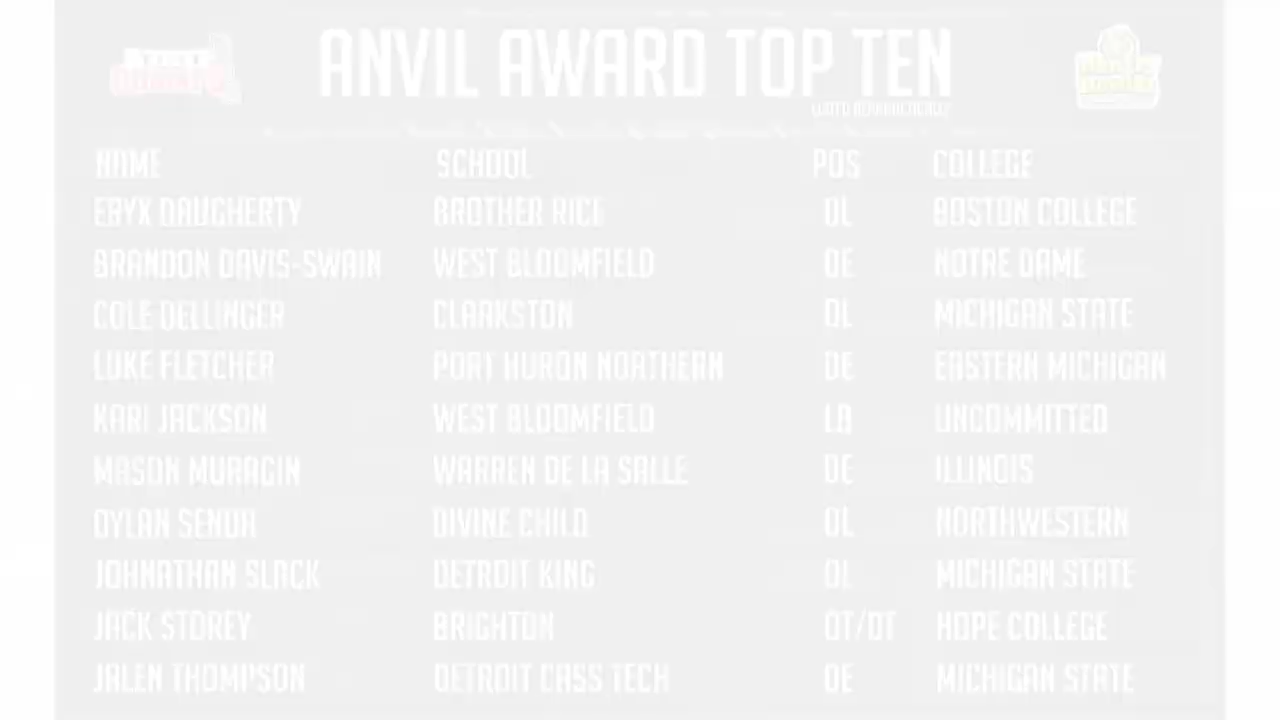 ANVIL AWARD TOP TEN
LISTED ALPHABETICALLY
NAME SCHOOL POS COLLEGE
ERYX DAUGHERTY BROTHER RICE OL BOSTON COLLEGE
BRANDON DAVIS-SWAIN WEST BLOOMFIELD DE NOTRE DAME
COLE DELLINGER CLARKSTON OL MICHIGAN STATE
LUKE FLETCHER PORT HURON NORTHERN DE EASTERN MICHIGAN
KARI JACKSON WEST BLOOMFIELD LB UNCOMMITTED
MASON MURAGIN WARREN DE LA SALLE DE ILLINOIS
DYLAN SENDA DIVINE CHILD OL NORTHWESTERN
JOHNATHAN SLACK DETROIT KING OL MICHIGAN STATE
JACK STOREY BRIGHTON OT/DT HOPE COLLEGE
JALEN THOMPSON DETROIT CASS TECH DE MICHIGAN STATE